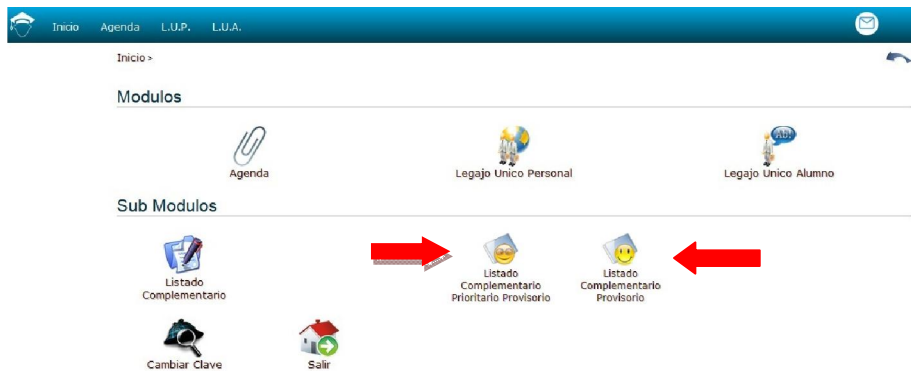 Inicio Agenda L.U.P. L.U.A.
Inicio >
Modulos
Agenda
Legajo Unico Personal
AD!
Legajo Unico Alumno
Sub Modulos
Listado
Complementario
Listado
Complementario
Prioritario Provisorio
Listado
Complementario
Provisorio
Cambiar Clave
Salir